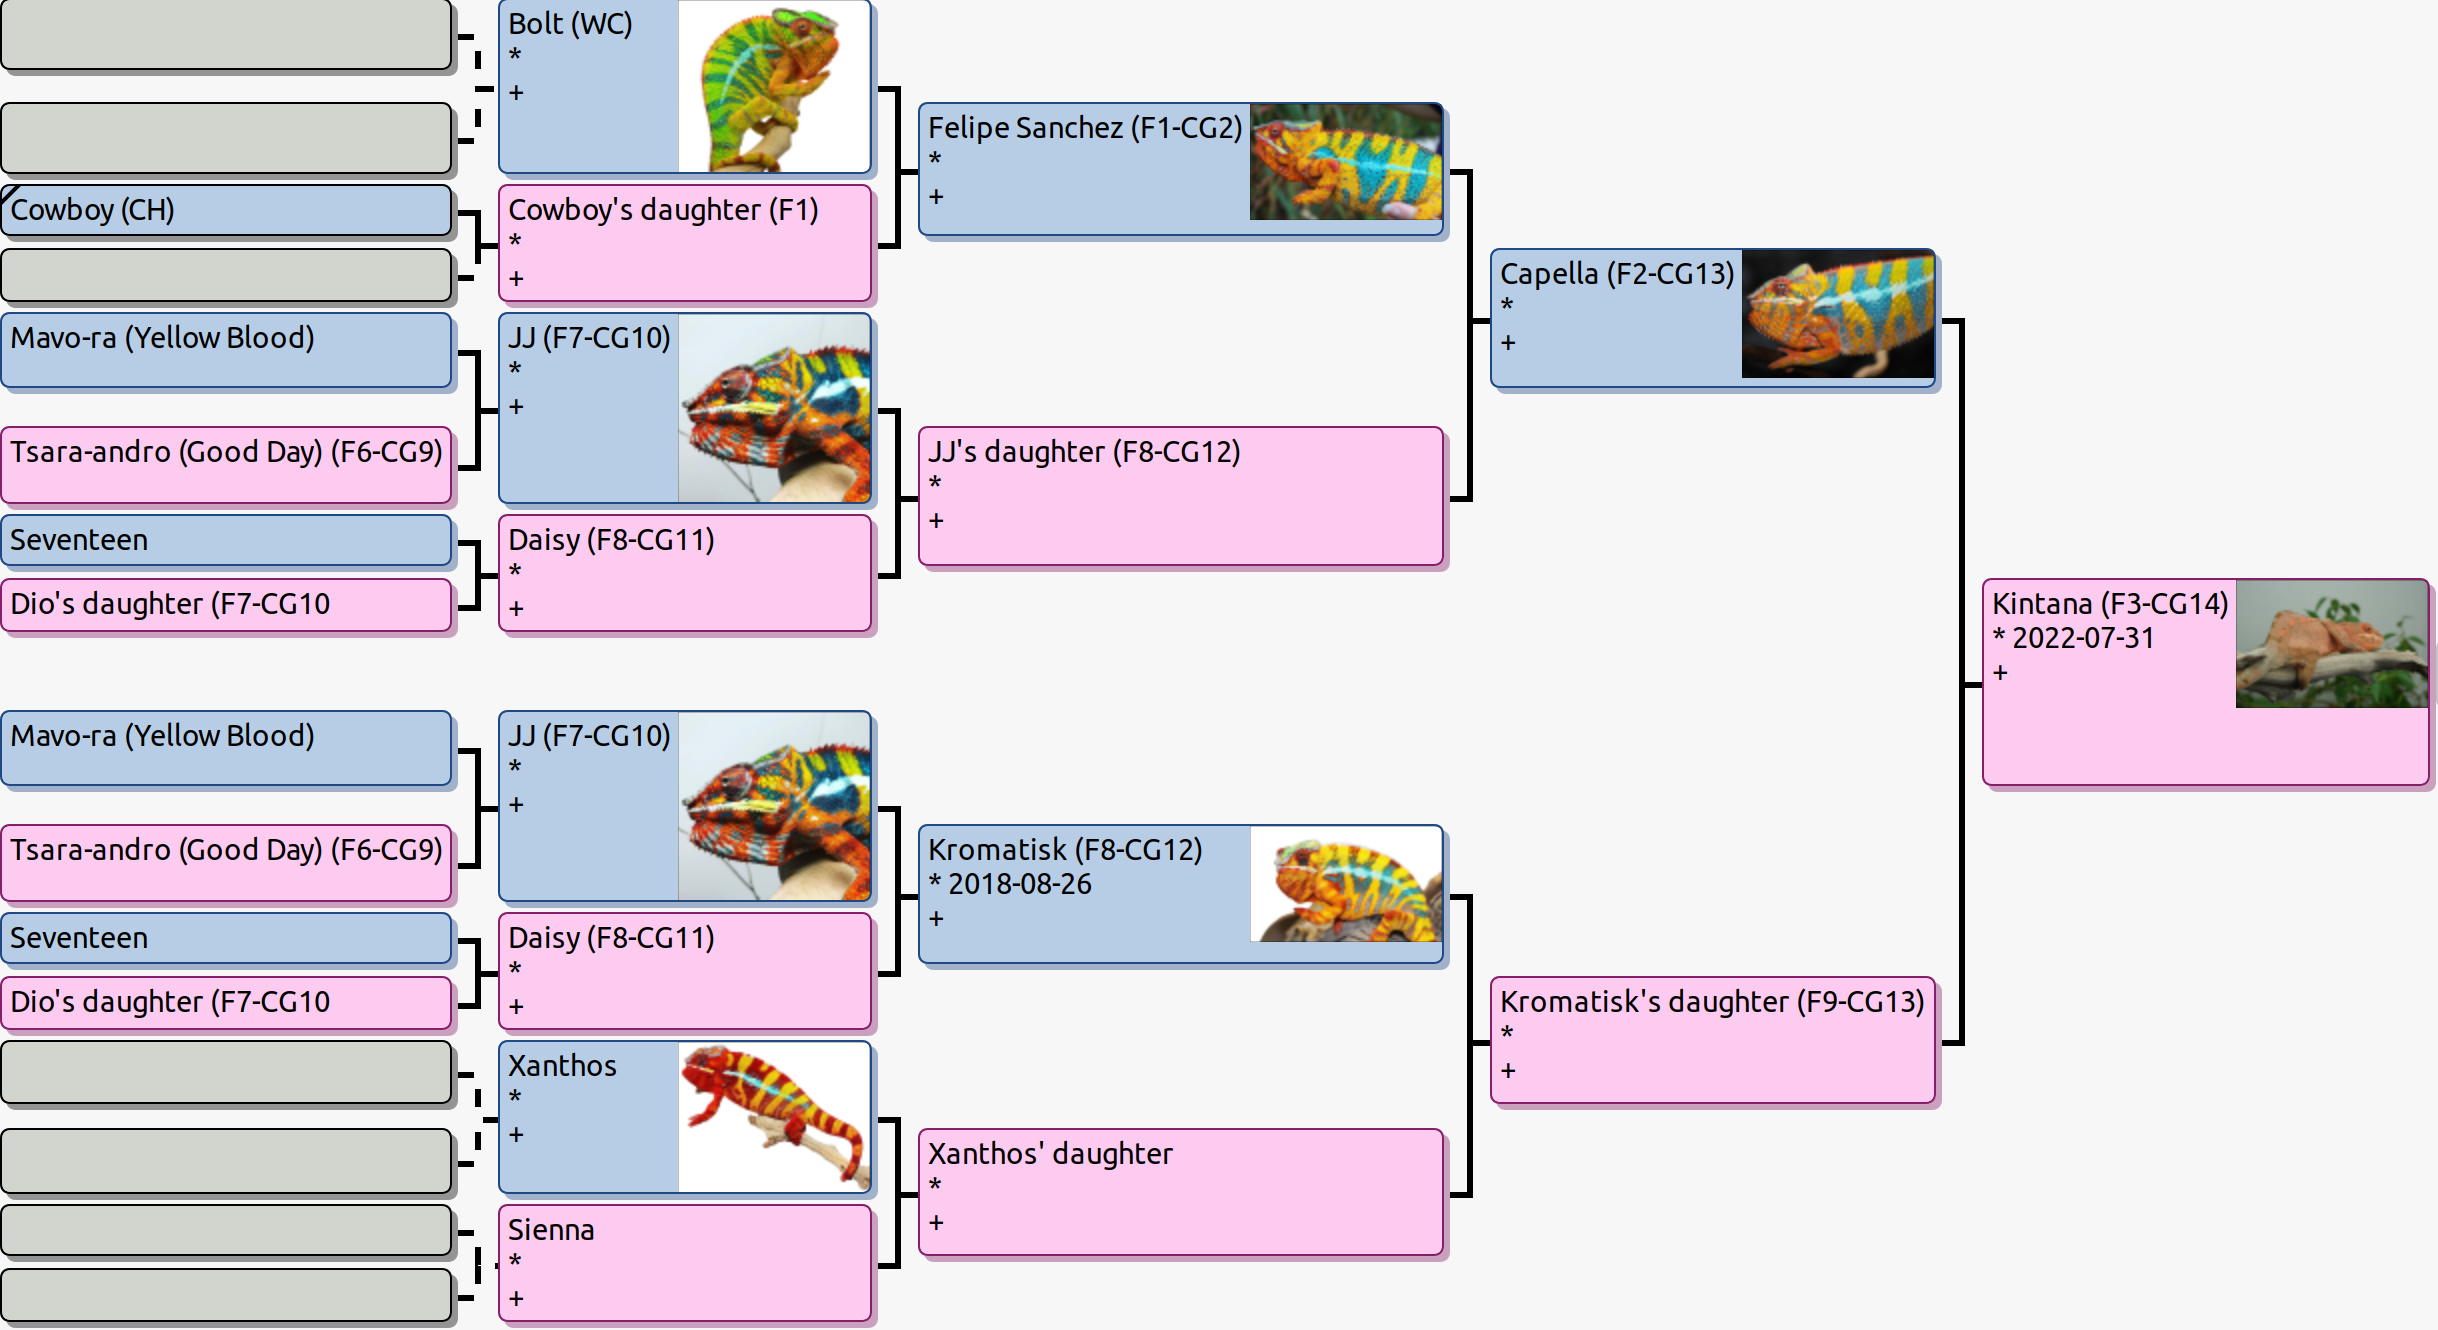 Bolt (WC)
*
+
Cowboy (CH)
Cowboy's daughter (F1)
*
+
Felipe Sanchez (F1-CG2)
*
+
Mavo-ra (Yellow Blood)
Tsara-andro (Good Day) (F6-CG9)
JJ (F7-CG10)
*
+
Seventeen
Dio's daughter (F7-CG10
Daisy (F8-CG11)
*
+
JJ's daughter (F8-CG12)
*
+
Capella (F2-CG13)
*
+
Kintana (F3-CG14)
* 2022-07-31
+
Mavo-ra (Yellow Blood)
Tsara-andro (Good Day) (F6-CG9)
JJ (F7-CG10)
*
+
Seventeen
Dio's daughter (F7-CG10
Daisy (F8-CG11)
*
+
Kromatisk (F8-CG12)
* 2018-08-26
+
Xanthos
*
+
Sienna
*
+
Xanthos' daughter
*
+
Kromatisk's daughter (F9-CG13)
*
+